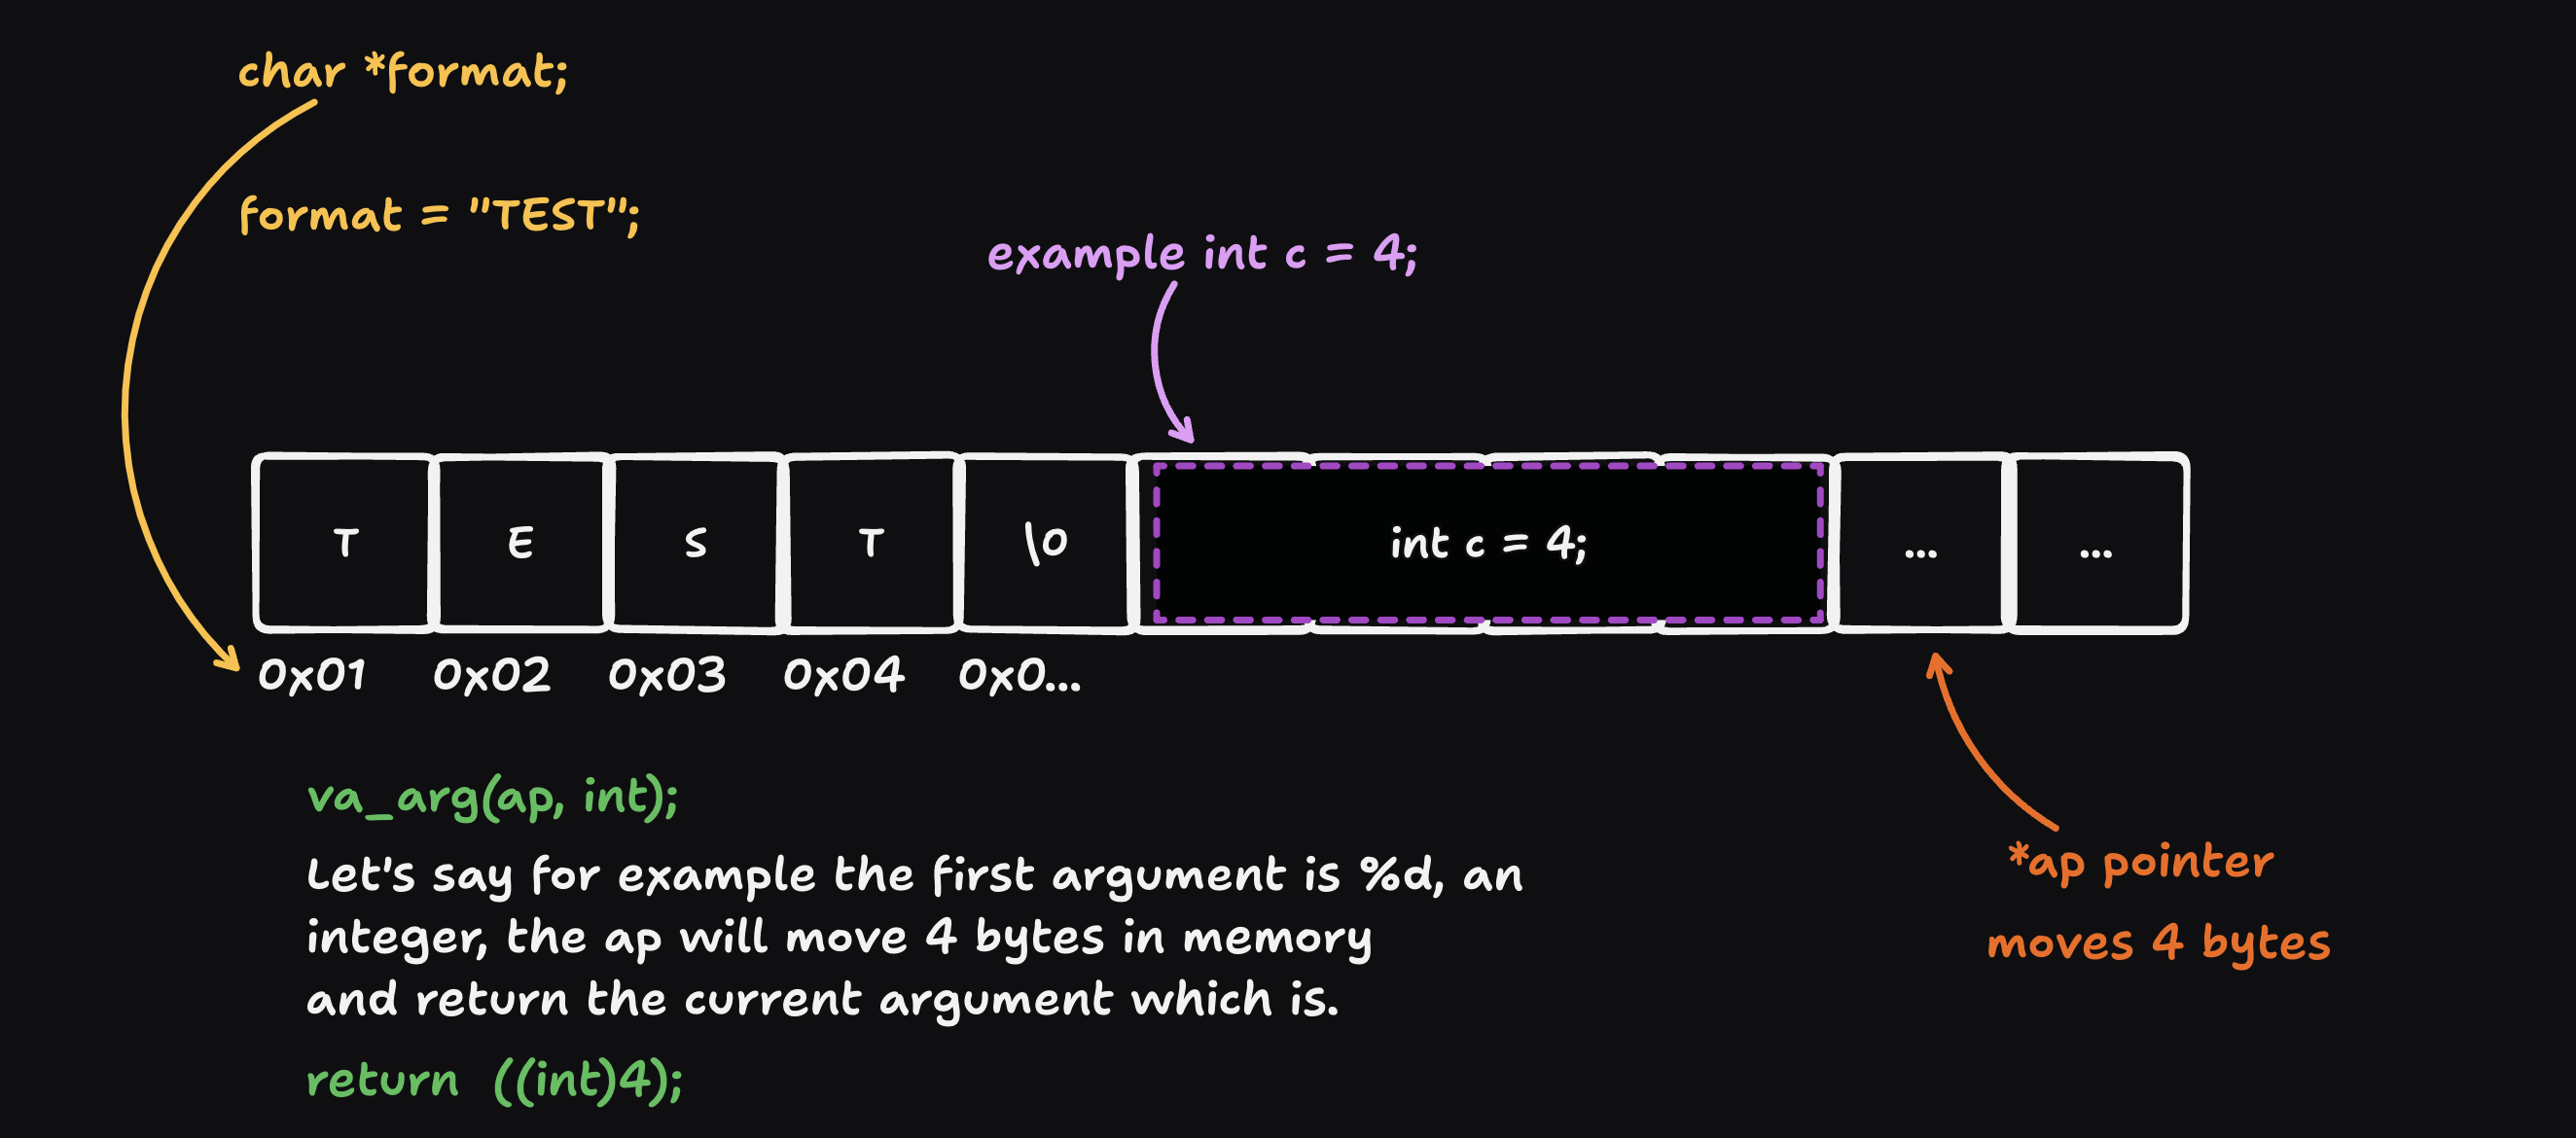 char *format;
format = "TEST";
example int c = 4;
T E S T \0 int c = 4; ... ...
0x01 0x02 0x03 0x04 0x0...
va_arg(ap, int);
Let's say for example the first argument is %d, an
integer, the ap will move 4 bytes in memory
and return the current argument which is.
return ((int)4);
*ap pointer
moves 4 bytes